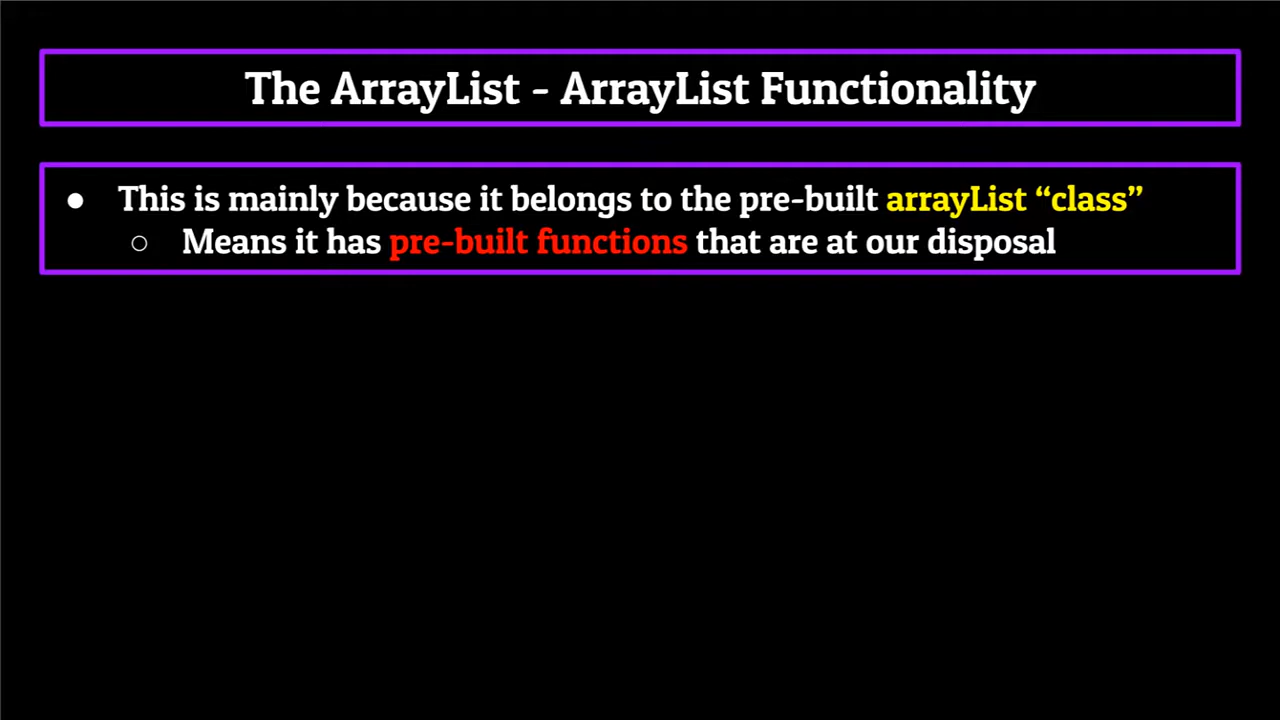 The ArrayList - ArrayList Functionality
● This is mainly because it belongs to the pre-built arrayList “class”
○ Means it has pre-built functions that are at our disposal